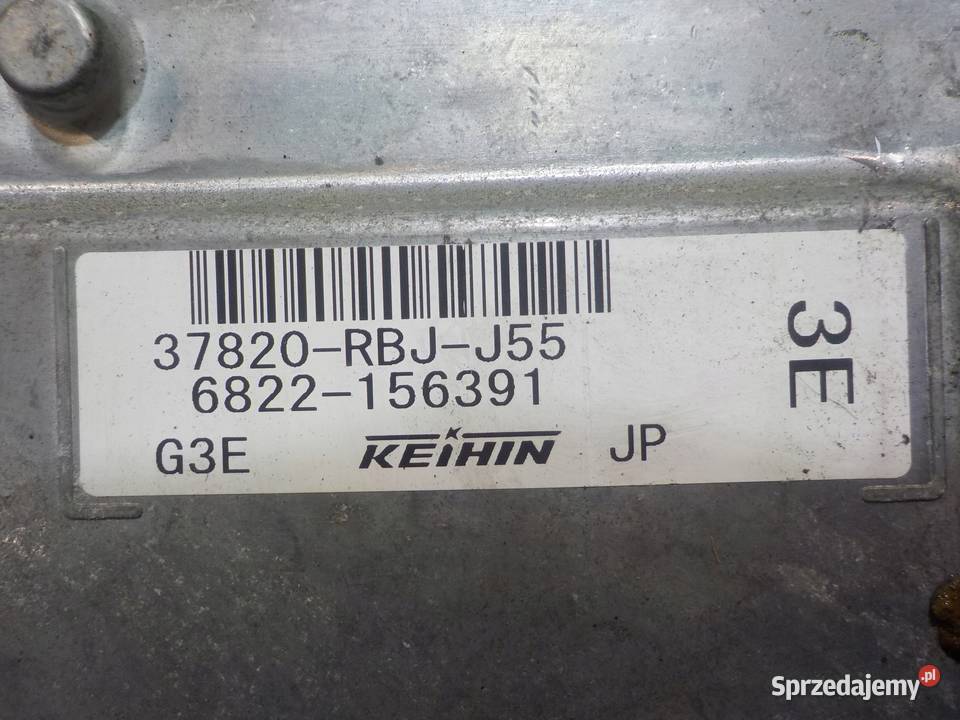 37820-RBJ-J55
6822-156391
G3E KEIHIN JP
3E
Sprzedajemy.pl